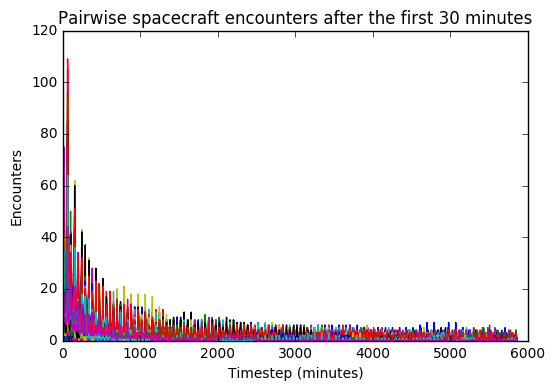 Pairwise spacecraft encounters after the first 30 minutes
120
100
80
60
40
20
0
Encounters
0 1000 2000 3000 4000 5000 6000
Timestep (minutes)